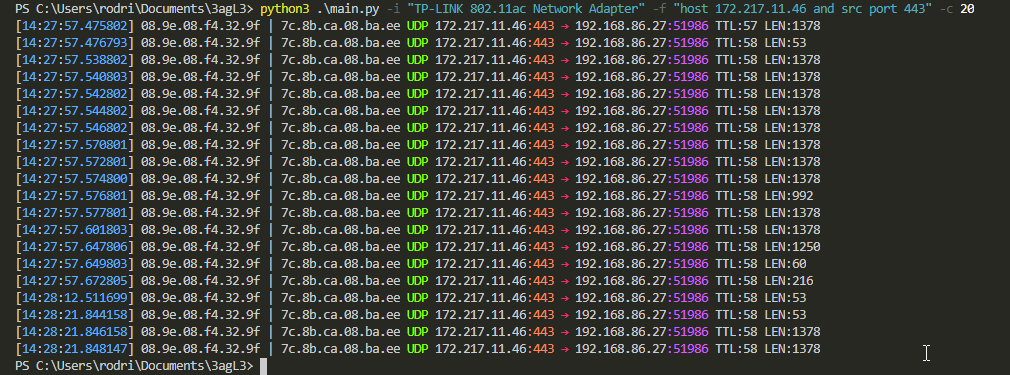 PS C:\Users\rodri\Documents\3agL3> python3 .\main.py -i "TP-LINK 802.11ac Network Adapter" -f "host 172.217.11.46 and src port 443" -c 20
[14:27:57.475802] 08.9e.08.f4.32.9f | 7c.8b.ca.08.ba.ee UDP 172.217.11.46:443 → 192.168.86.27:51986 TTL:57 LEN:1378
[14:27:57.476793] 08.9e.08.f4.32.9f | 7c.8b.ca.08.ba.ee UDP 172.217.11.46:443 → 192.168.86.27:51986 TTL:58 LEN:53
[14:27:57.538802] 08.9e.08.f4.32.9f | 7c.8b.ca.08.ba.ee UDP 172.217.11.46:443 → 192.168.86.27:51986 TTL:58 LEN:1378
[14:27:57.540803] 08.9e.08.f4.32.9f | 7c.8b.ca.08.ba.ee UDP 172.217.11.46:443 → 192.168.86.27:51986 TTL:58 LEN:1378
[14:27:57.542802] 08.9e.08.f4.32.9f | 7c.8b.ca.08.ba.ee UDP 172.217.11.46:443 → 192.168.86.27:51986 TTL:58 LEN:1378
[14:27:57.544802] 08.9e.08.f4.32.9f | 7c.8b.ca.08.ba.ee UDP 172.217.11.46:443 → 192.168.86.27:51986 TTL:58 LEN:1378
[14:27:57.546802] 08.9e.08.f4.32.9f | 7c.8b.ca.08.ba.ee UDP 172.217.11.46:443 → 192.168.86.27:51986 TTL:58 LEN:1378
[14:27:57.570801] 08.9e.08.f4.32.9f | 7c.8b.ca.08.ba.ee UDP 172.217.11.46:443 → 192.168.86.27:51986 TTL:58 LEN:1378
[14:27:57.572801] 08.9e.08.f4.32.9f | 7c.8b.ca.08.ba.ee UDP 172.217.11.46:443 → 192.168.86.27:51986 TTL:58 LEN:1378
[14:27:57.574800] 08.9e.08.f4.32.9f | 7c.8b.ca.08.ba.ee UDP 172.217.11.46:443 → 192.168.86.27:51986 TTL:58 LEN:1378
[14:27:57.576801] 08.9e.08.f4.32.9f | 7c.8b.ca.08.ba.ee UDP 172.217.11.46:443 → 192.168.86.27:51986 TTL:58 LEN:992
[14:27:57.577801] 08.9e.08.f4.32.9f | 7c.8b.ca.08.ba.ee UDP 172.217.11.46:443 → 192.168.86.27:51986 TTL:58 LEN:1378
[14:27:57.601803] 08.9e.08.f4.32.9f | 7c.8b.ca.08.ba.ee UDP 172.217.11.46:443 → 192.168.86.27:51986 TTL:58 LEN:1378
[14:27:57.647806] 08.9e.08.f4.32.9f | 7c.8b.ca.08.ba.ee UDP 172.217.11.46:443 → 192.168.86.27:51986 TTL:58 LEN:1250
[14:27:57.649803] 08.9e.08.f4.32.9f | 7c.8b.ca.08.ba.ee UDP 172.217.11.46:443 → 192.168.86.27:51986 TTL:58 LEN:60
[14:27:57.672805] 08.9e.08.f4.32.9f | 7c.8b.ca.08.ba.ee UDP 172.217.11.46:443 → 192.168.86.27:51986 TTL:58 LEN:216
[14:28:12.511699] 08.9e.08.f4.32.9f | 7c.8b.ca.08.ba.ee UDP 172.217.11.46:443 → 192.168.86.27:51986 TTL:58 LEN:53
[14:28:21.844158] 08.9e.08.f4.32.9f | 7c.8b.ca.08.ba.ee UDP 172.217.11.46:443 → 192.168.86.27:51986 TTL:58 LEN:53
[14:28:21.846158] 08.9e.08.f4.32.9f | 7c.8b.ca.08.ba.ee UDP 172.217.11.46:443 → 192.168.86.27:51986 TTL:58 LEN:1378
[14:28:21.848147] 08.9e.08.f4.32.9f | 7c.8b.ca.08.ba.ee UDP 172.217.11.46:443 → 192.168.86.27:51986 TTL:58 LEN:1378
PS C:\Users\rodri\Documents\3agL3>